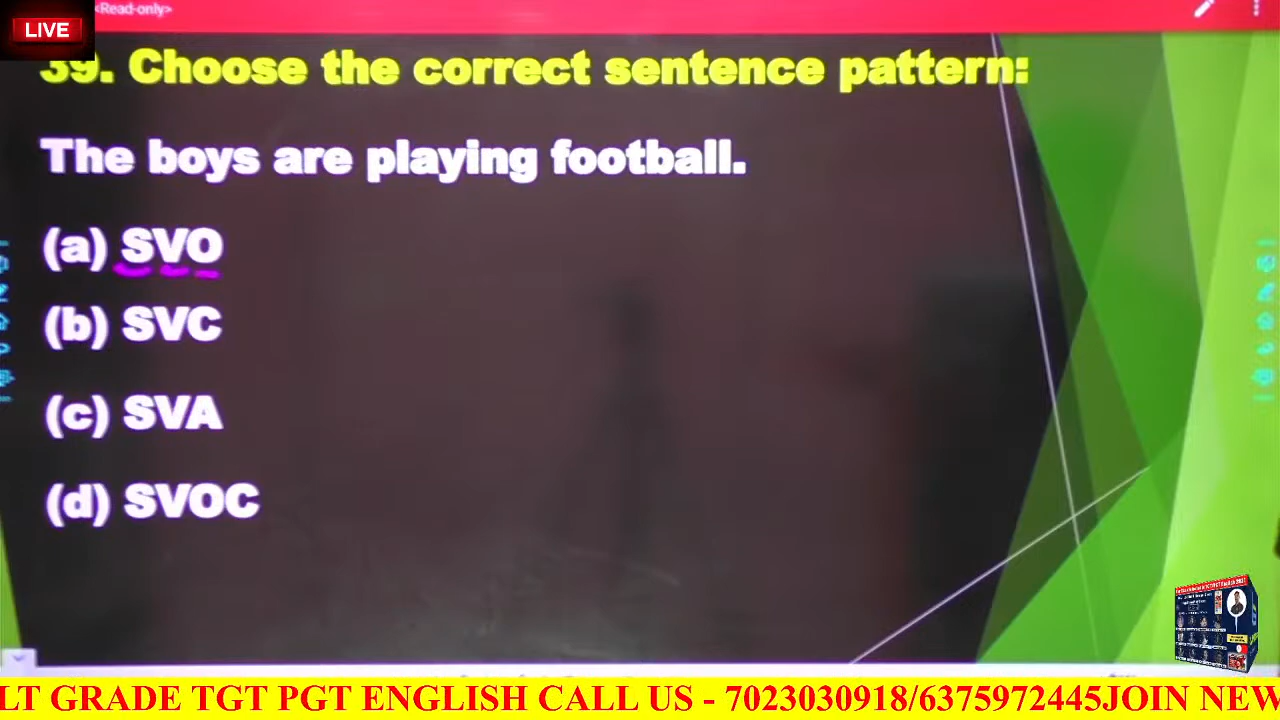 <Read-only>
LIVE
39. Choose the correct sentence pattern:
The boys are playing football.
(a) SVO
(b) SVC
(c) SVA
(d) SVOC
LT GRADE TGT PGT ENGLISH CALL US - 7023030918/6375972445JOIN NEW